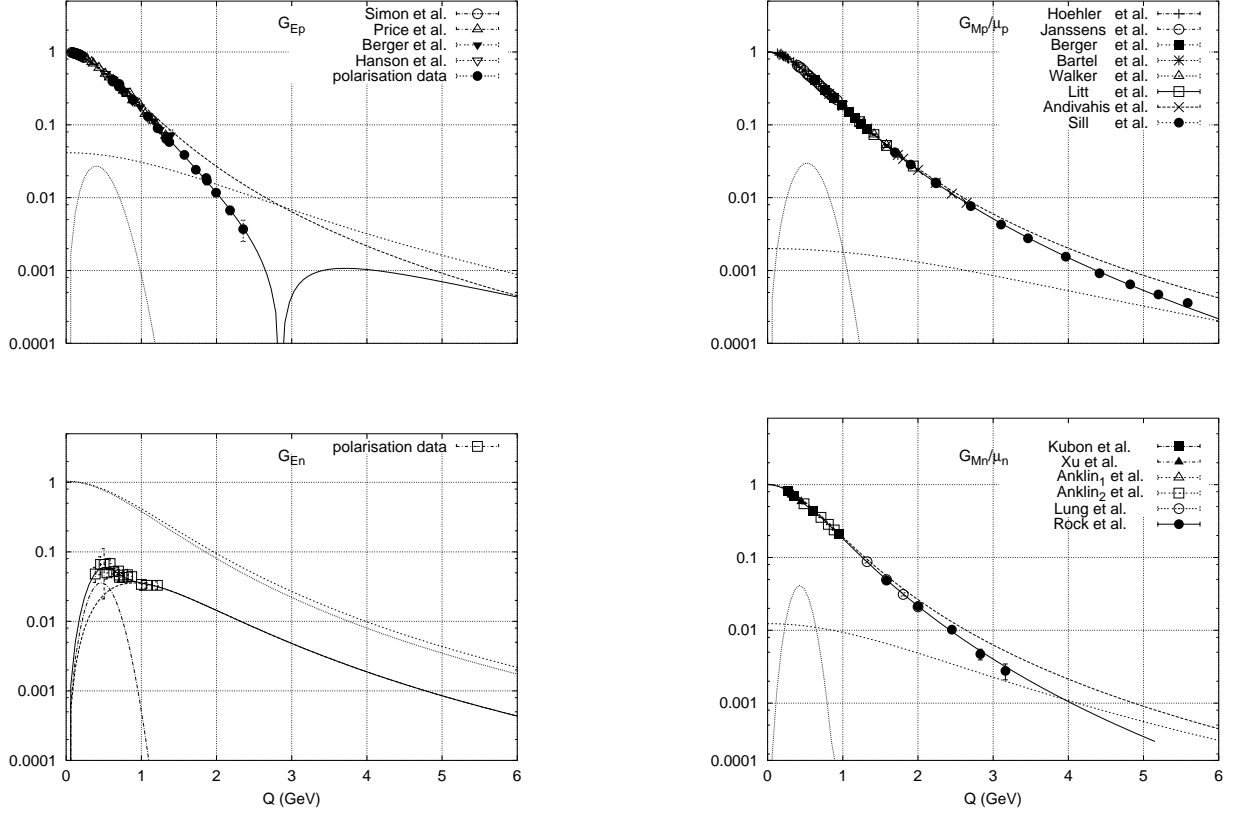 G_Ep
Simon et al.
Price et al.
Berger et al.
Hanson et al.
polarisation data
1
0.1
0.01
0.001
0.0001
G_Mp/μ_p
Hoehler et al.
Janssens et al.
Berger et al.
Bartel et al.
Walker et al.
Litt et al.
Andivahis et al.
Sill et al.
1
0.1
0.01
0.001
0.0001
G_En
polarisation data
1
0.1
0.01
0.001
0.0001
0 1 2 3 4 5 6
Q (GeV)
G_Mn/μ_n
Kubon et al.
Xu et al.
Anklin_1 et al.
Anklin_2 et al.
Lung et al.
Rock et al.
1
0.1
0.01
0.001
0.0001
0 1 2 3 4 5 6
Q (GeV)